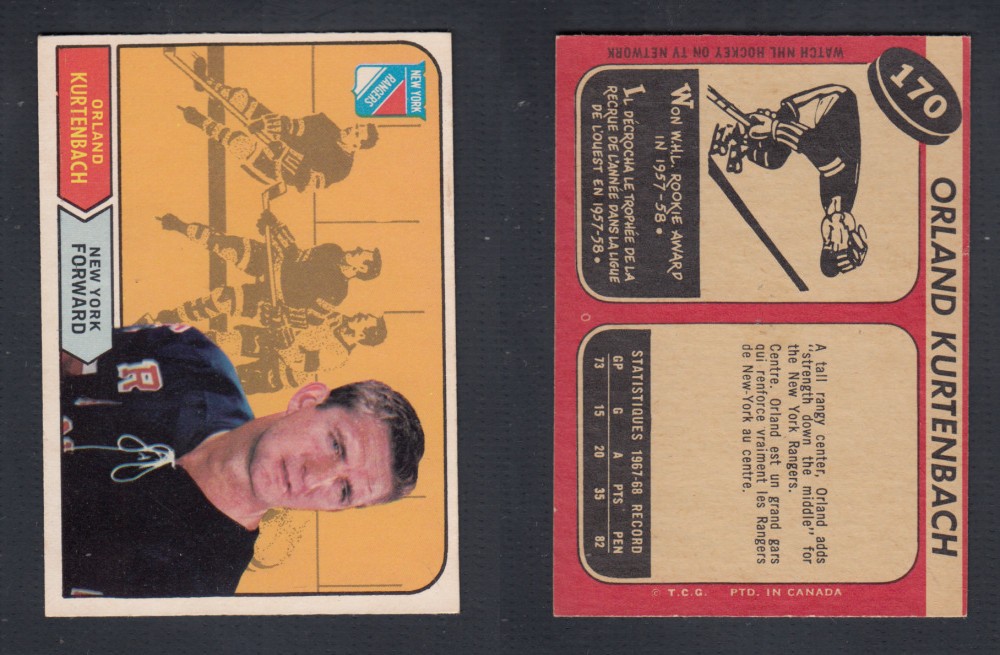 ORLAND
KURTENBACH
NEW YORK
FORWARD
NEW YORK
RANGERS
R
170
ORLAND KURTENBACH
WATCH NHL HOCKEY ON TV NETWORK
WON W.H.L. ROOKIE AWARD
IN 1957-58.
IL DÉCROCHA LE TROPHÉE DE LA
RECRUE DE L'ANNÉE DANS LA LIGUE
DE L'OUEST EN 1957-58.
A tall rangy center, Orland adds
"strength down the middle" for
the New York Rangers.
Centre. Orland est un grand gars
qui renforce vraiment les Rangers
de New-York au centre.
STATISTIQUES 1967-68 RECORD
GP G A PTS PEN
73 15 20 35 82
© T.C.G. PTD. IN CANADA